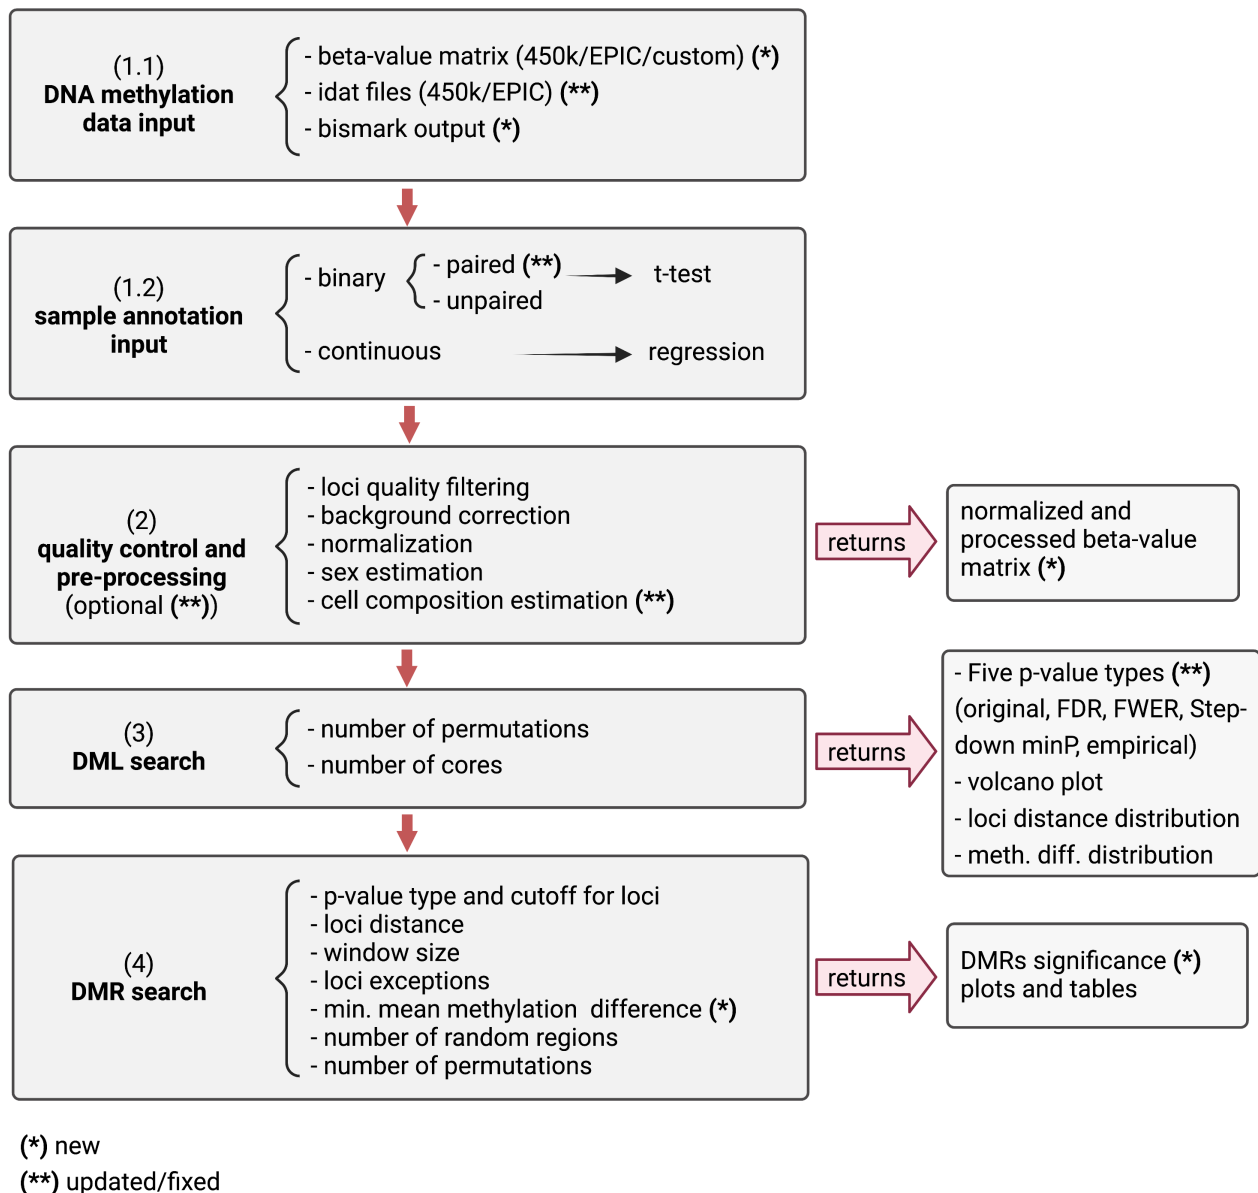 (1.1)
DNA methylation
data input
- beta-value matrix (450k/EPIC/custom) (*)
- idat files (450k/EPIC) (**)
- bismark output (*)
(1.2)
sample annotation
input
- binary
- paired (**)
- unpaired
t-test
- continuous
regression
(2)
quality control and
pre-processing
(optional (**))
- loci quality filtering
- background correction
- normalization
- sex estimation
- cell composition estimation (**)
returns
normalized and
processed beta-value
matrix (*)
(3)
DML search
- number of permutations
- number of cores
returns
- Five p-value types (**)
(original, FDR, FWER, Step-
down minP, empirical)
- volcano plot
- loci distance distribution
- meth. diff. distribution
(4)
DMR search
- p-value type and cutoff for loci
- loci distance
- window size
- loci exceptions
- min. mean methylation  difference (*)
- number of random regions
- number of permutations
returns
DMRs significance (*)
plots and tables
(*) new
(**) updated/fixed